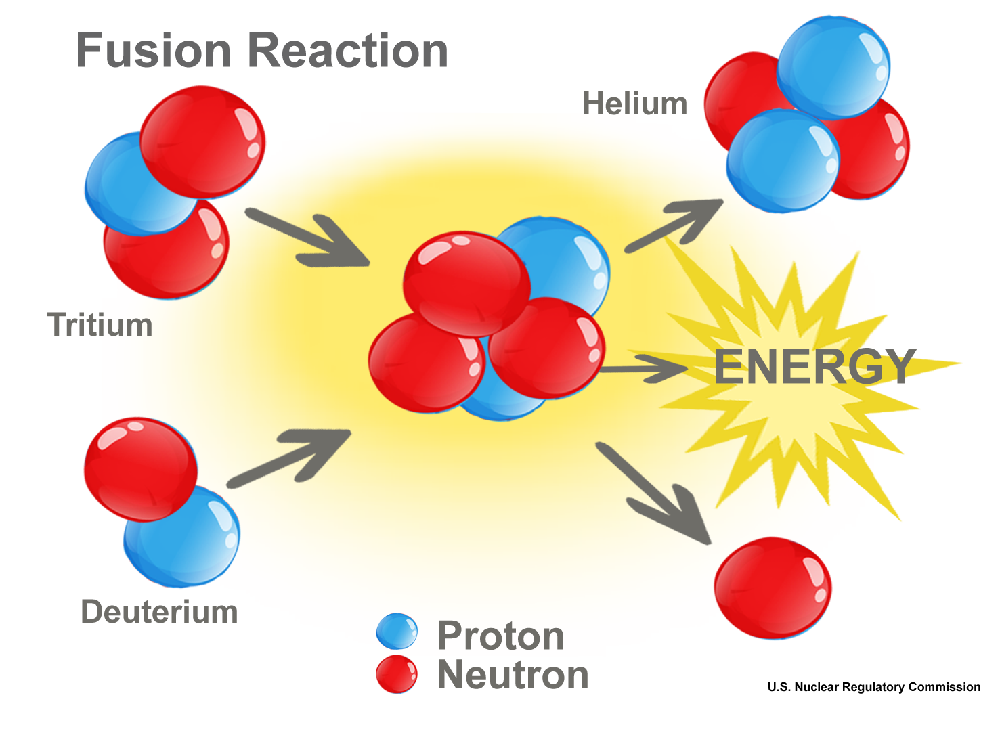 Fusion Reaction
Helium
Tritium
ENERGY
Deuterium
Proton
Neutron
U.S. Nuclear Regulatory Commission